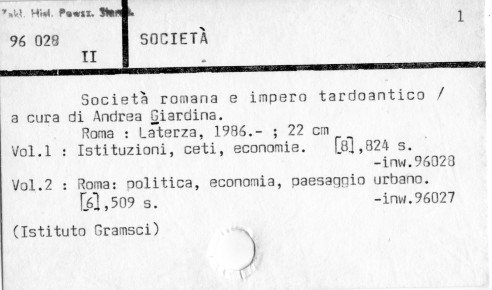 Zakł. Hist. Powsz. Starož.
1
96 028
II
SOCIETÀ
Società romana e impero tardoantico /
a cura di Andrea Giardina.
Roma : Laterza, 1986.- ; 22 cm
Vol.1 : Istituzioni, ceti, economie. [8],824 s.
-inw.96028
Vol.2 : Roma: politica, economia, paesaggio urbano.
[6],509 s. -inw.96027
(Istituto Gramsci)